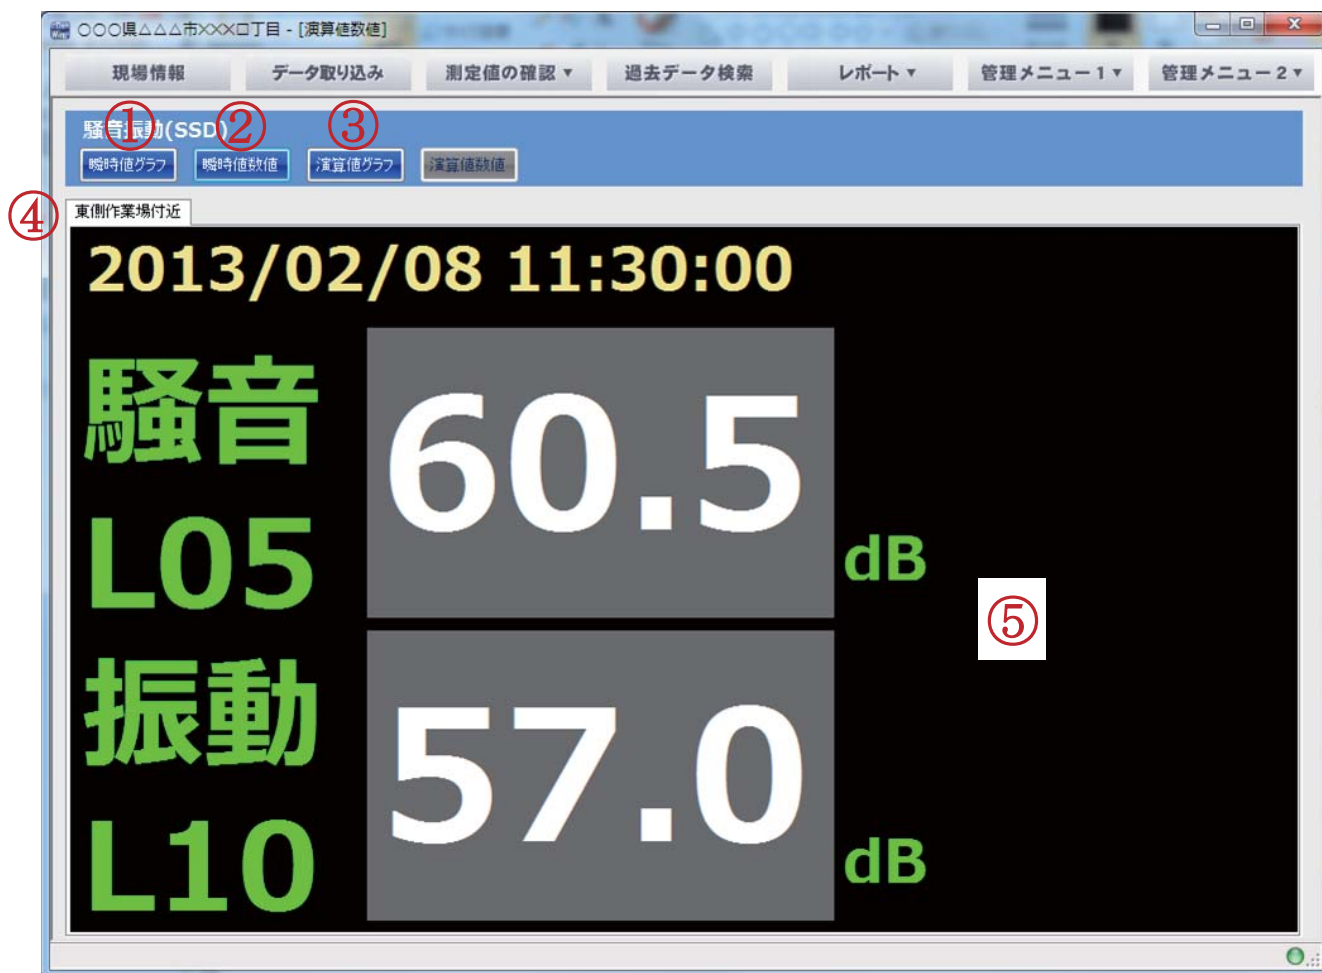 ○○○県△△△市×××ロ丁目 - [演算値数値]
現場情報 データ取り込み 測定値の確認 ▼ 過去データ検索 レポート ▼ 管理メニュー1 ▼ 管理メニュー2 ▼
騒音振動(SSD)
① ② ③
瞬時値グラフ 瞬時値数値 演算値グラフ 演算値数値
④ 東側作業場付近
2013/02/08 11:30:00
騒音
L05 60.5 dB
⑤
振動
L10 57.0 dB